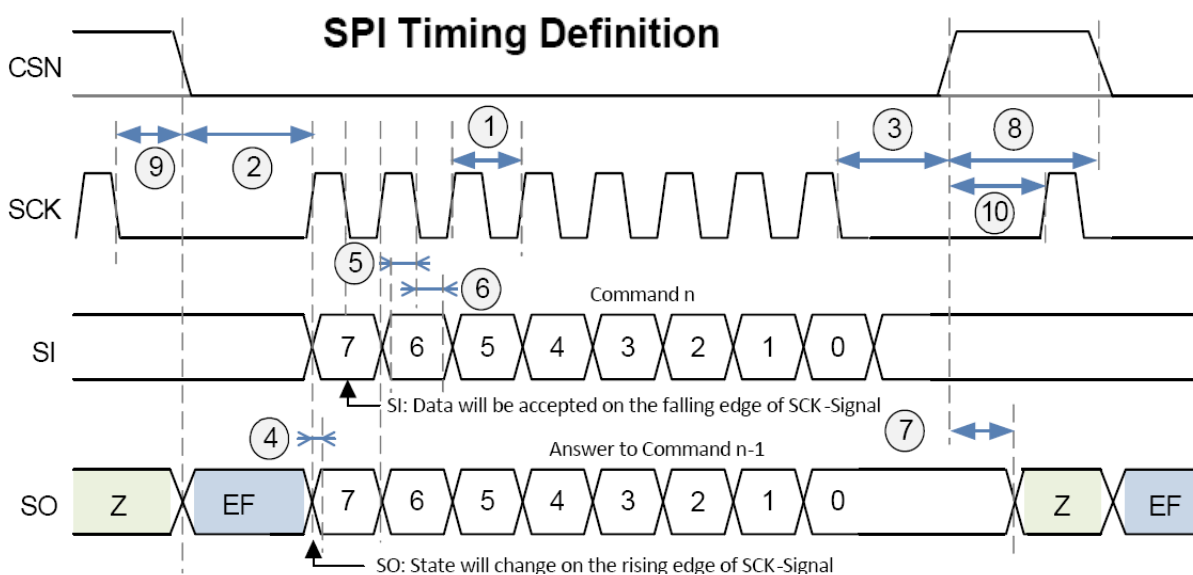 SPI Timing Definition
CSN
1
3
8
9
2
10
SCK
5
6
Command n
SI
7 6 5 4 3 2 1 0
SI: Data will be accepted on the falling edge of SCK-Signal
4
Answer to Command n-1
7
SO
Z EF 7 6 5 4 3 2 1 0 Z EF
SO: State will change on the rising edge of SCK-Signal